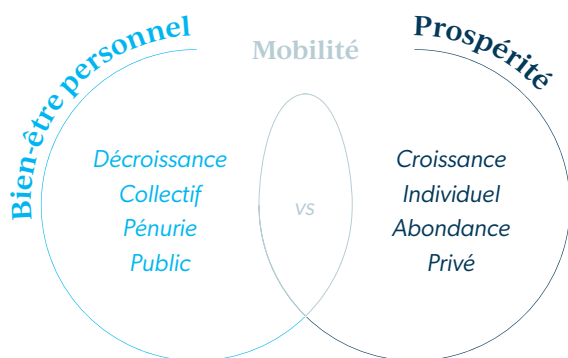 Bien-être personnel
Mobilité
Prospérité
Décroissance
Collectif
Pénurie
Public
vs
Croissance
Individuel
Abondance
Privé